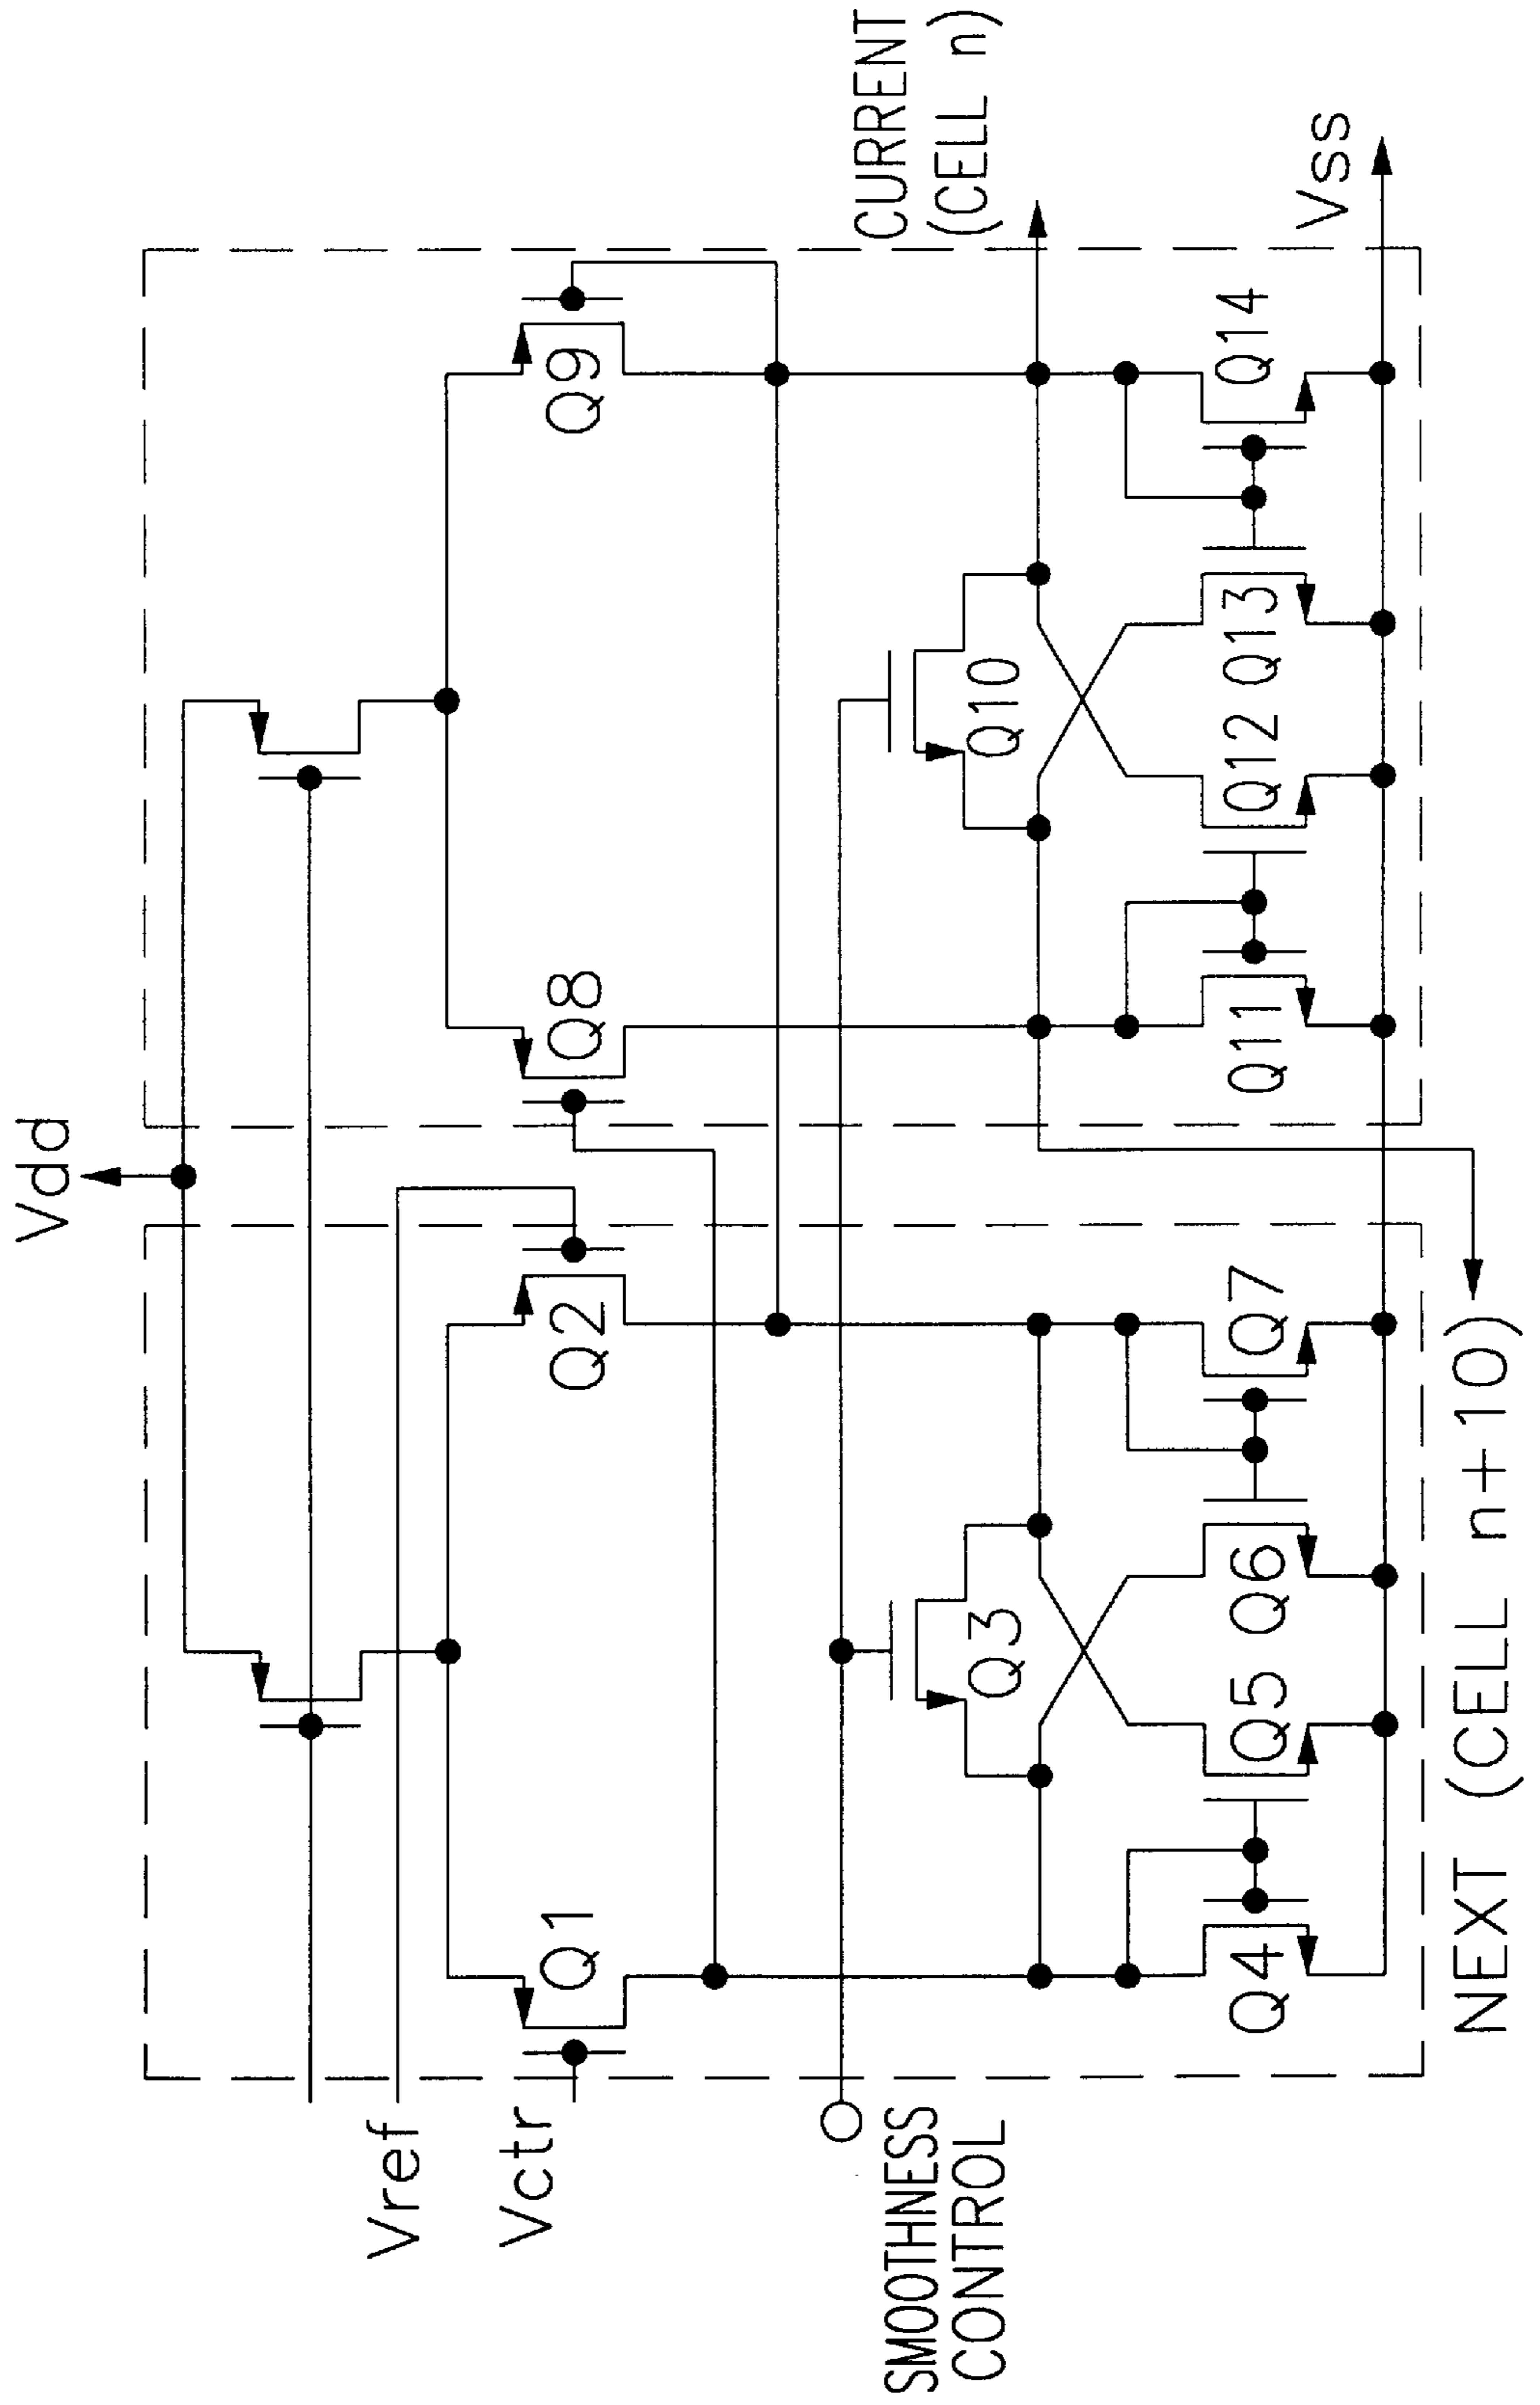 Vdd
Vref
Vctr
SMOOTHNESS
CONTROL
Q1
Q2
Q8
Q9
Q3
Q10
CURRENT
(CELL n)
Q4
Q5
Q6
Q7
Q11
Q12
Q13
Q14
Vss
NEXT (CELL n+10)